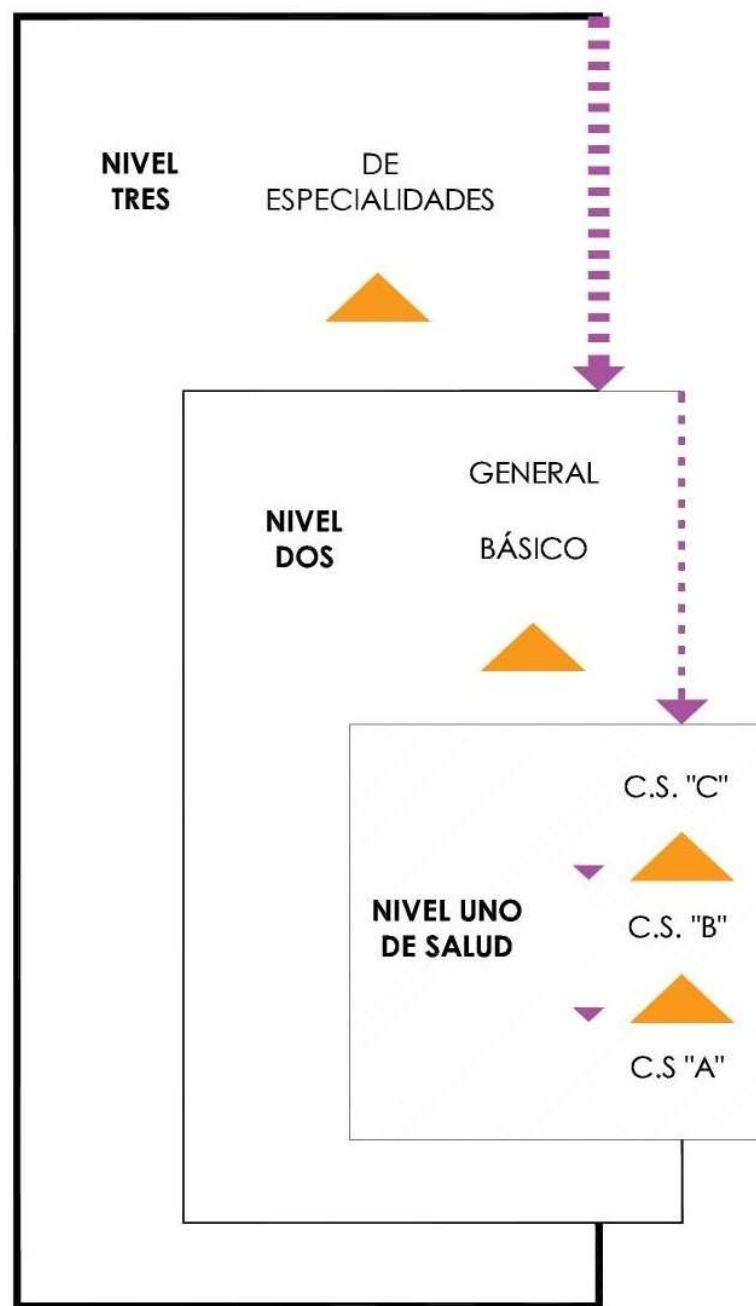 NIVEL
TRES
DE
ESPECIALIDADES
NIVEL
DOS
GENERAL
BÁSICO
NIVEL UNO
DE SALUD
C.S. "C"
C.S. "B"
C.S "A"